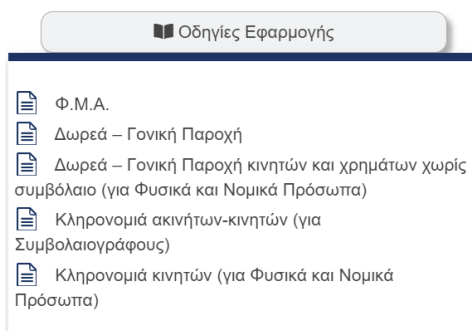 Οδηγίες Εφαρμογής
Φ.Μ.Α.
Δωρεά – Γονική Παροχή
Δωρεά – Γονική Παροχή κινητών και χρημάτων χωρίς
συμβόλαιο (για Φυσικά και Νομικά Πρόσωπα)
Κληρονομιά ακινήτων-κινητών (για
Συμβολαιογράφους)
Κληρονομιά κινητών (για Φυσικά και Νομικά
Πρόσωπα)